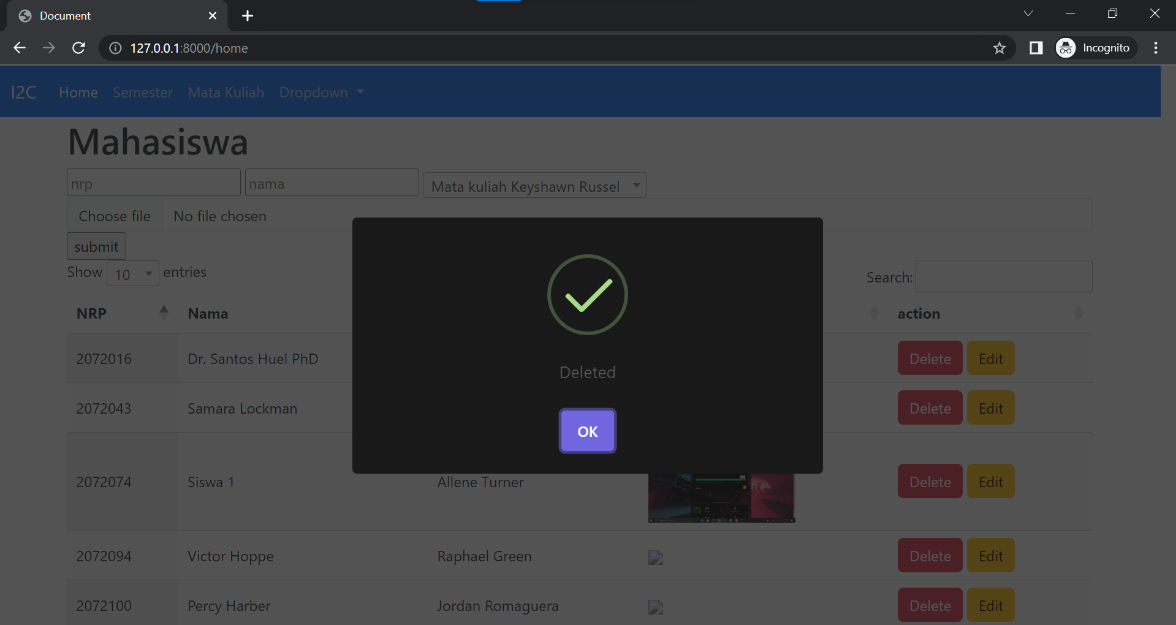 Document
127.0.0.1:8000/home
Incognito
I2C Home Semester Mata Kuliah Dropdown
Mahasiswa
nrp nama Mata kuliah Keyshawn Russel
Choose file No file chosen
submit
Show 10 entries
Search:
NRP Nama action
2072016 Dr. Santos Huel PhD Delete Edit
Deleted
2072043 Samara Lockman Delete Edit
OK
2072074 Siswa 1 Allene Turner Delete Edit
2072094 Victor Hoppe Raphael Green Delete Edit
2072100 Percy Harber Jordan Romaguera Delete Edit